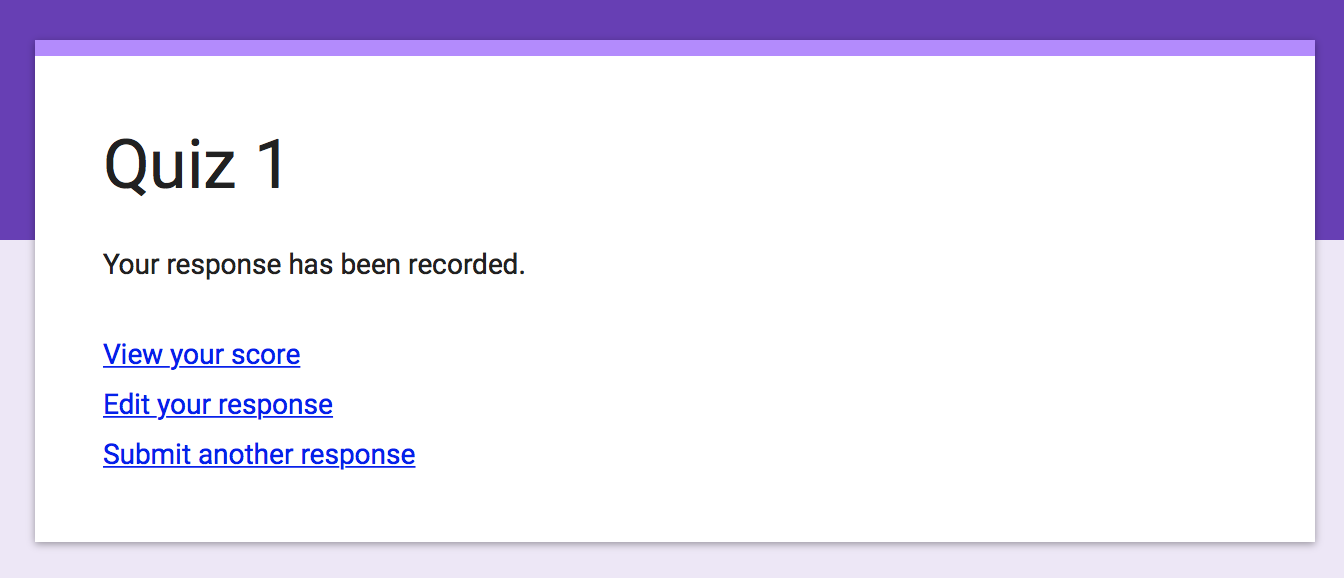 Quiz 1
Your response has been recorded.
View your score
Edit your response
Submit another response